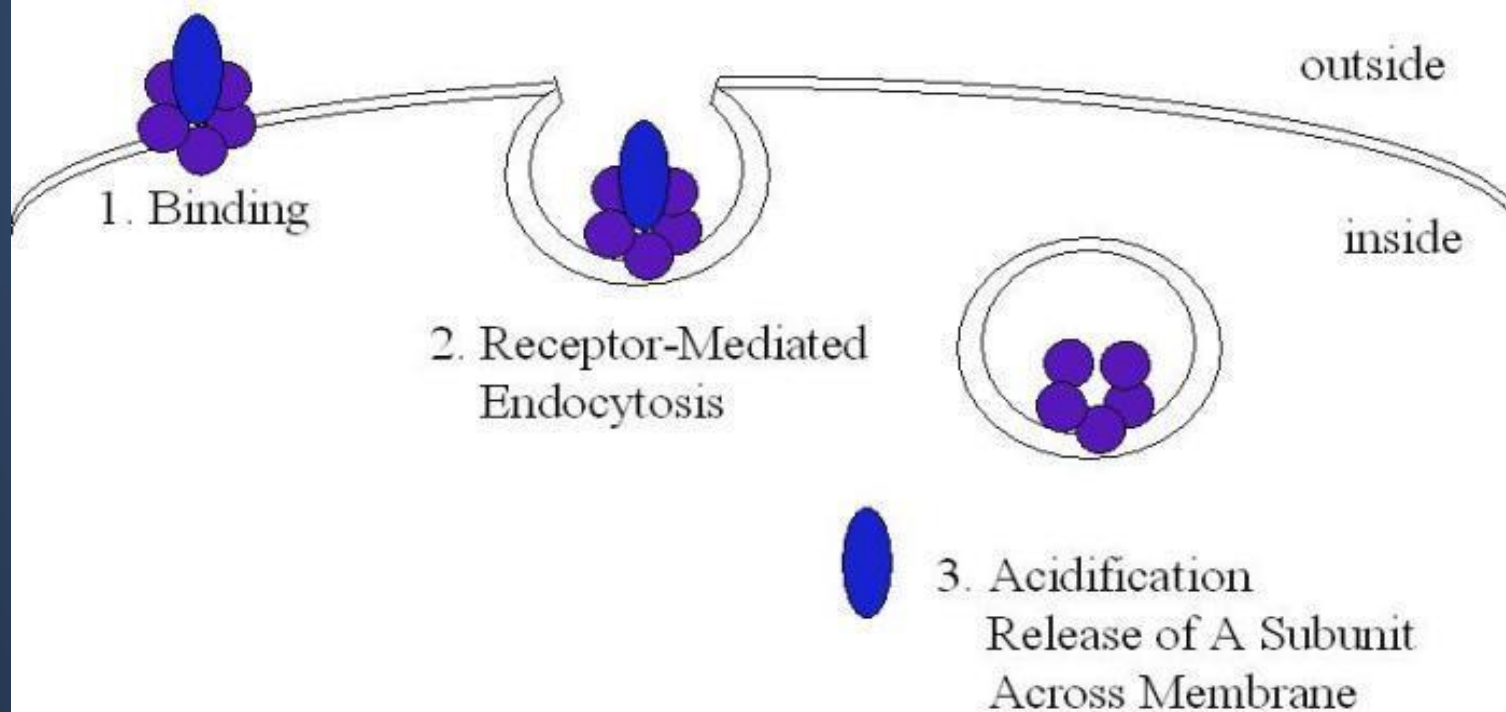 outside
1. Binding
inside
2. Receptor-Mediated
Endocytosis
3. Acidification
Release of A Subunit
Across Membrane